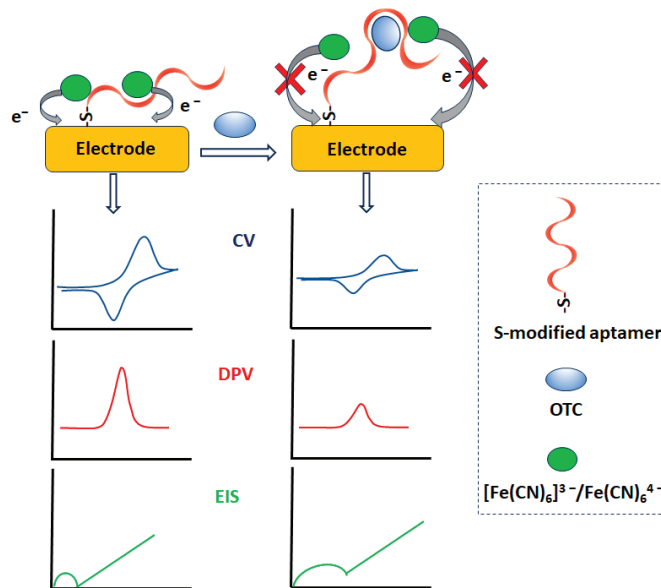 e⁻
e⁻
-S-
Electrode
e⁻
e⁻
-S-
Electrode
CV
DPV
EIS
-S-
S-modified aptamer
OTC
[Fe(CN)₆]³⁻/Fe(CN)₆⁴⁻